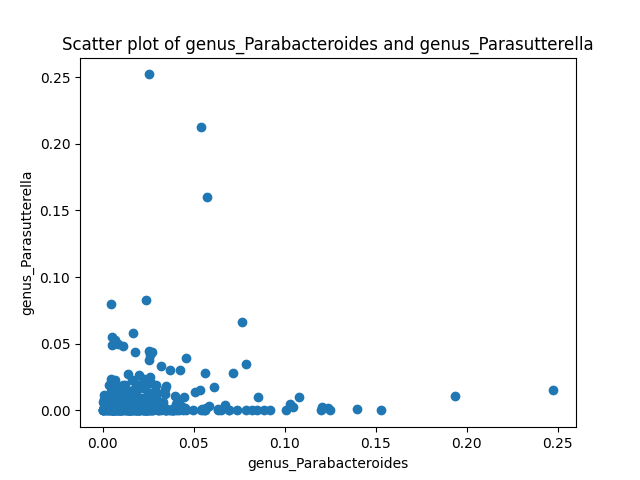 Scatter plot of genus_Parabacteroides and genus_Parasutterella
0.25
0.20
0.15
0.10
0.05
0.00
genus_Parasutterella
0.00 0.05 0.10 0.15 0.20 0.25
genus_Parabacteroides